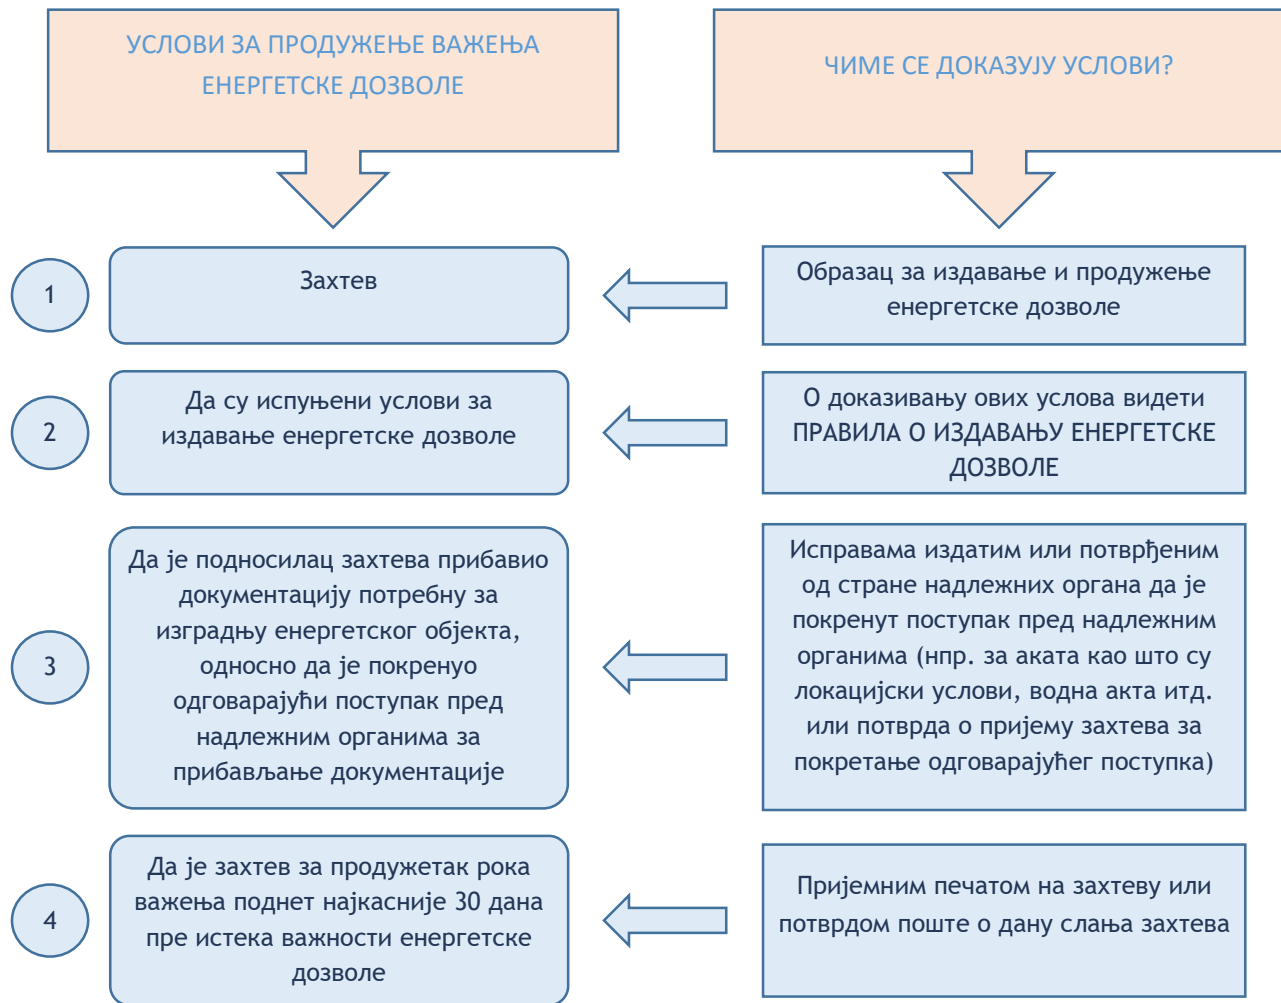 УСЛОВИ ЗА ПРОДУЖЕЊЕ ВАЖЕЊА
ЕНЕРГЕТСКЕ ДОЗВОЛЕ
ЧИМЕ СЕ ДОКАЗУЈУ УСЛОВИ?
1
Захтев
Образац за издавање и продужење
енергетске дозволе
2
Да су испуњени услови за
издавање енергетске дозволе
О доказивању ових услова видети
ПРАВИЛА О ИЗДАВАЊУ ЕНЕРГЕТСКЕ
ДОЗВОЛЕ
3
Да је подносилац захтева прибавио
документацију потребну за
изградњу енергетског објекта,
односно да је покренуо
одговарајући поступак пред
надлежним органима за
прибављање документације
Исправама издатим или потврђеним
од стране надлежних органа да је
покренут поступак пред надлежним
органима (нпр. за аката као што су
локацијски услови, водна акта итд.
или потврда о пријему захтева за
покретање одговарајућег поступка)
4
Да је захтев за продужетак рока
важења поднет најкасније 30 дана
пре истека важности енергетске
дозволе
Пријемним печатом на захтеву или
потврдом поште о дану слања захтева